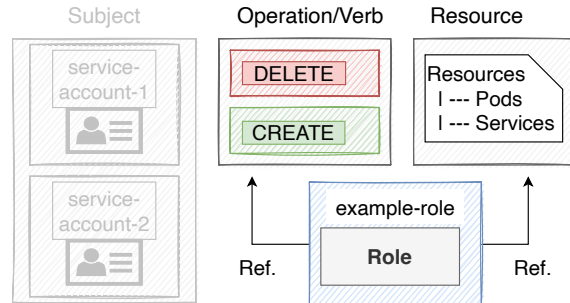 Subject
service-
account-1
service-
account-2
Operation/Verb
DELETE
CREATE
Resource
Resources
I --- Pods
I --- Services
example-role
Role
Ref.
Ref.